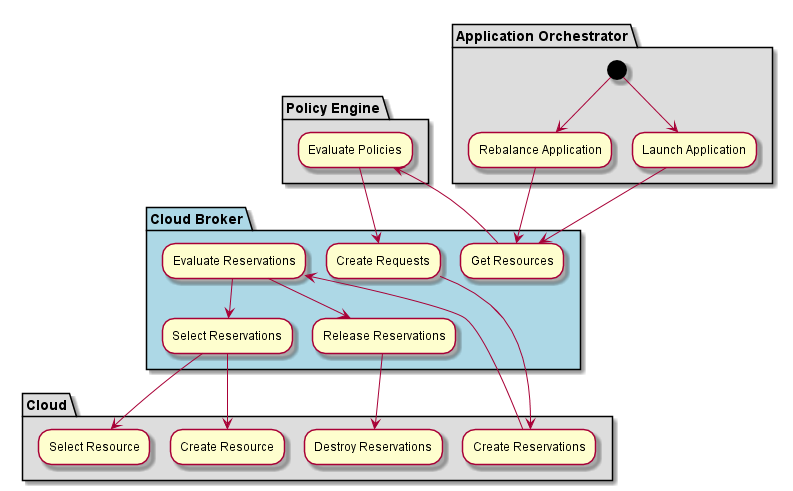 Application Orchestrator
Policy Engine
Evaluate Policies
Rebalance Application
Launch Application
Cloud Broker
Evaluate Reservations
Create Requests
Get Resources
Select Reservations
Release Reservations
Cloud
Select Resource
Create Resource
Destroy Reservations
Create Reservations